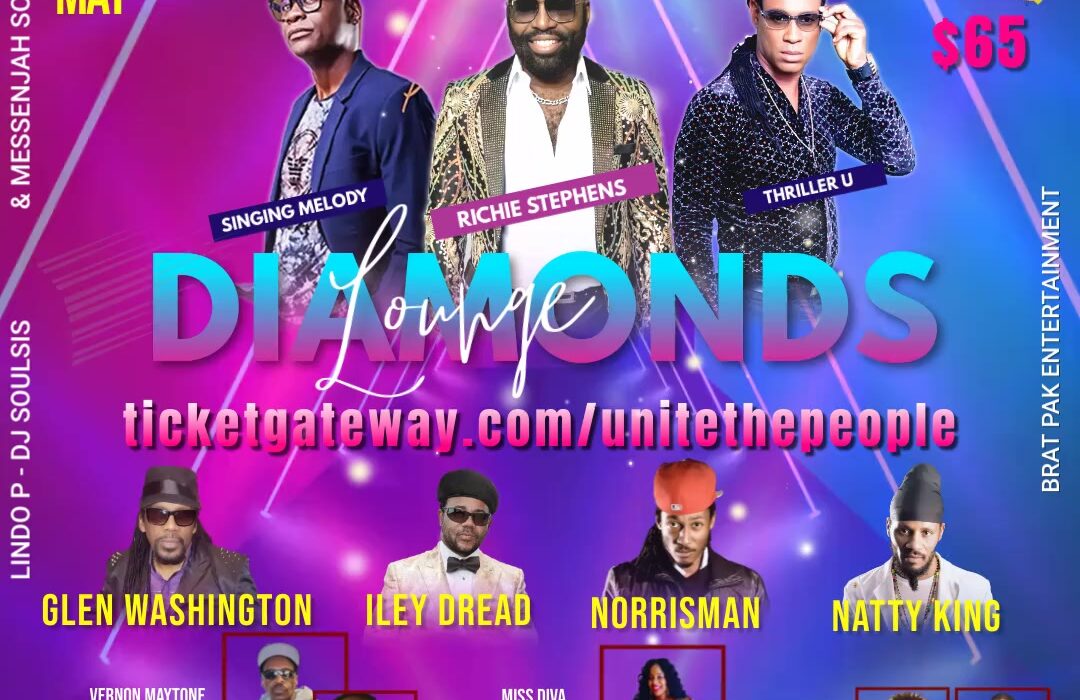 MAY
$65
& MESSENJAH SO
LINDO P - DJ SOULSIS
SINGING MELODY
RICHIE STEPHENS
THRILLER U
DIAMONDS
Lounge
BRAT PAK ENTERTAINMENT
ticketgateway.com/unitethepeople
GLEN WASHINGTON
ILEY DREAD
NORRISMAN
NATTY KING
VERNON MAYTONE
MISS DIVA